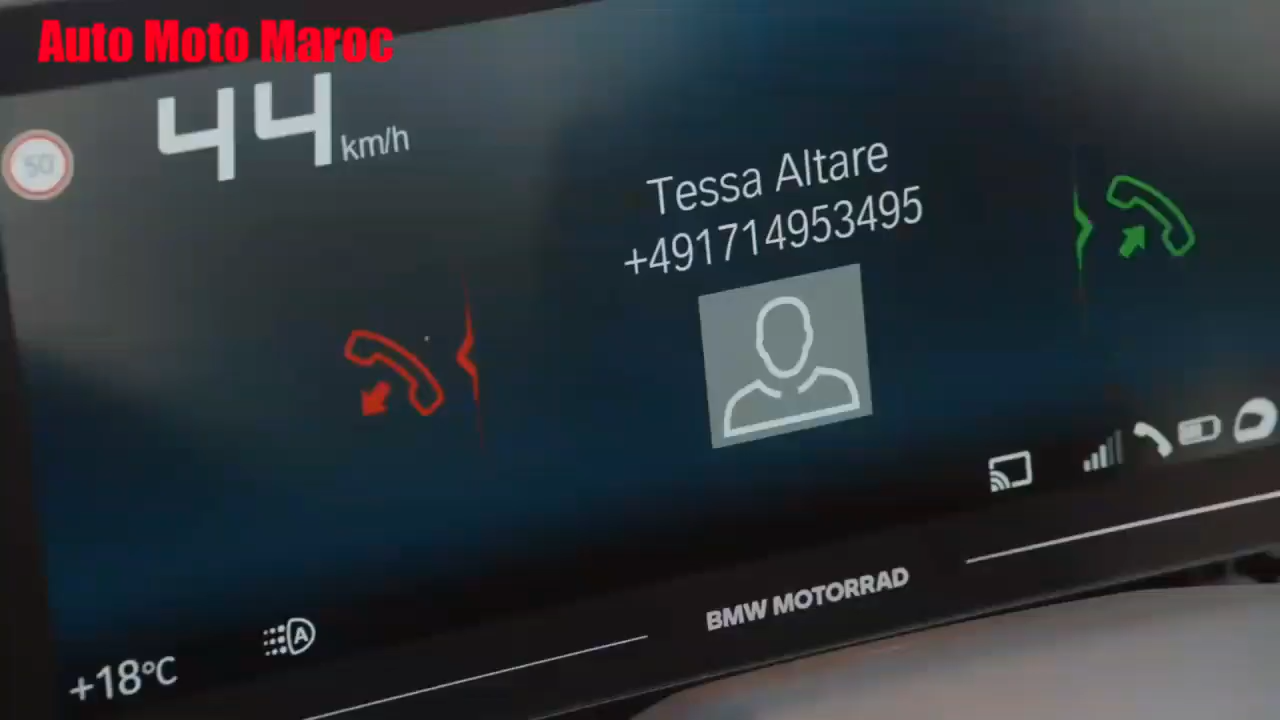 Auto Moto Maroc
50
44 km/h
Tessa Altare
+491714953495
BMW MOTORRAD
A
+18°C